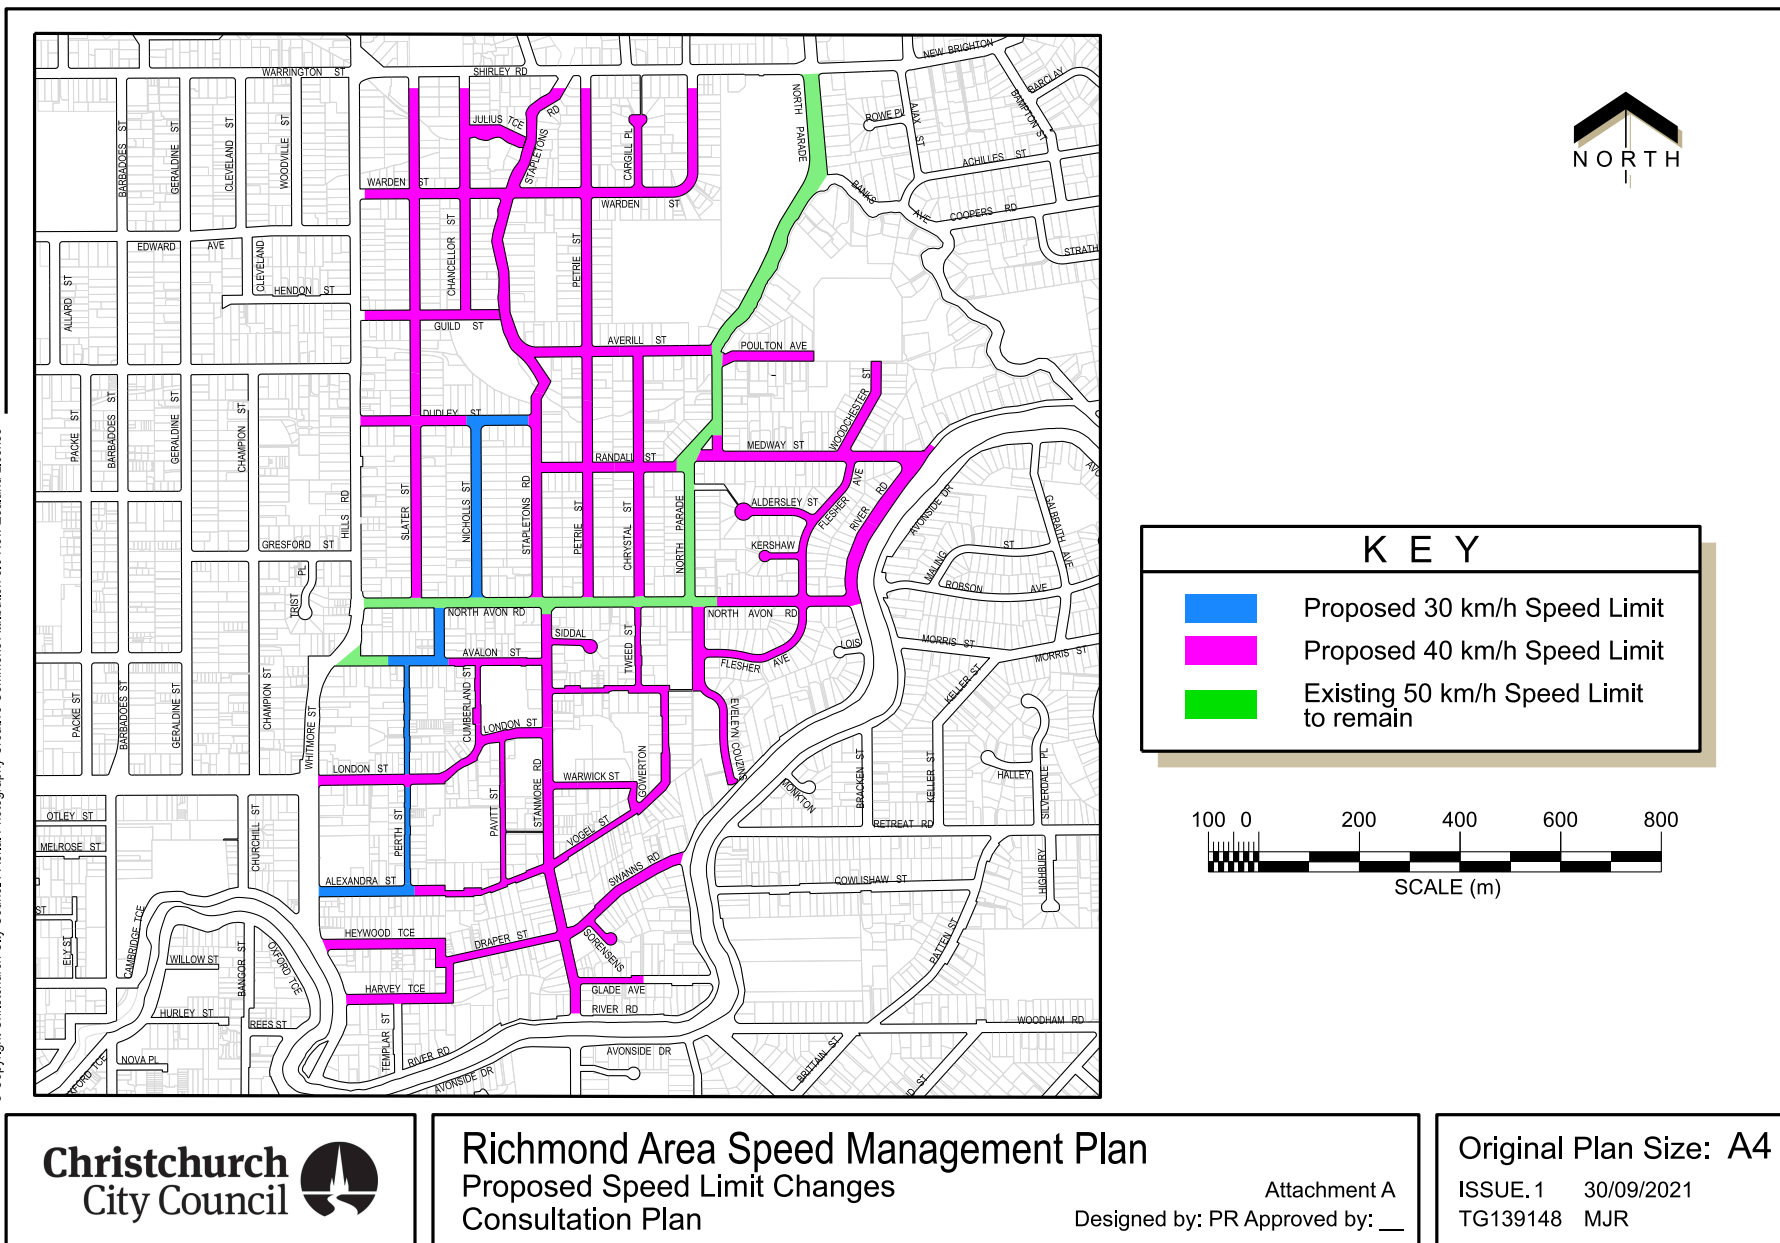 WARRINGTON ST
SHIRLEY RD
NEW BRIGHTON
BARCLAY
BAMPTON ST
BARBADOES ST
GERALDINE ST
CLEVELAND ST
WOODVILLE ST
JULIUS TCE
STAPLETONS RD
CARGILL PL
NORTH PARADE
ROWE PL
AJAX ST
ACHILLES ST
WARDEN ST
WARDEN ST
BANKS AVE
COOPERS RD
STRATH
EDWARD AVE
CLEVELAND
HENDON ST
ALLARD ST
CHANCELLOR ST
PETRIE ST
GUILD ST
AVERILL ST
POULTON AVE
WOODCHESTER ST
DUDLEY ST
MEDWAY ST
RANDALL ST
PACKE ST
BARBADOES ST
GERALDINE ST
CHAMPION ST
HILLS RD
SLATER ST
NICHOLLS ST
STAPLETONS RD
PETRIE ST
CHRYSTAL ST
NORTH PARADE
ALDERSLEY ST
FLESHER AVE
RIVER RD
AVONSIDE DR
GALBRAITH AVE
KERSHAW
GRESFORD ST
TRIST PL
MALING ST
ROBSON AVE
NORTH AVON RD
NORTH AVON RD
SIDDAL
TWEED ST
AVALON ST
FLESHER AVE
LOIS
MORRIS ST
MORRIS ST
KELLER ST
PACKE ST
BARBADOES ST
GERALDINE ST
CHAMPION ST
WHITMORE ST
CUMBERLAND ST
LONDON ST
EVELEYN COUZINS
GOWERTON
LONDON ST
WARWICK ST
STANMORE RD
PAVITT ST
PERTH ST
MONKTON
BRACKEN ST
KELLER ST
HALLEY
SILVERDALE PL
RETREAT RD
OTLEY ST
MELROSE ST
CHURCHILL ST
VOGEL ST
SWANNS RD
ALEXANDRA ST
COWLISHAW ST
HIGHBURY
ST
ELY ST
CAMBRIDGE TCE
HEYWOOD TCE
DRAPER ST
SORENSENS
PATTEN ST
WILLOW ST
BANGOR ST
OXFORD TCE
HARVEY TCE
GLADE AVE
RIVER RD
HURLEY ST
REES ST
TEMPLAR ST
RIVER RD
WOODHAM RD
NOVA PL
AVONSIDE DR
AVONSIDE DR
BRITTAIN ST
NORTH
KEY
Proposed 30 km/h Speed Limit
Proposed 40 km/h Speed Limit
Existing 50 km/h Speed Limit
to remain
100 0 200 400 600 800
SCALE (m)
Christchurch
City Council
Richmond Area Speed Management Plan
Proposed Speed Limit Changes
Consultation Plan
Attachment A
Designed by: PR Approved by: __
Original Plan Size: A4
ISSUE. 1 30/09/2021
TG139148 MJR